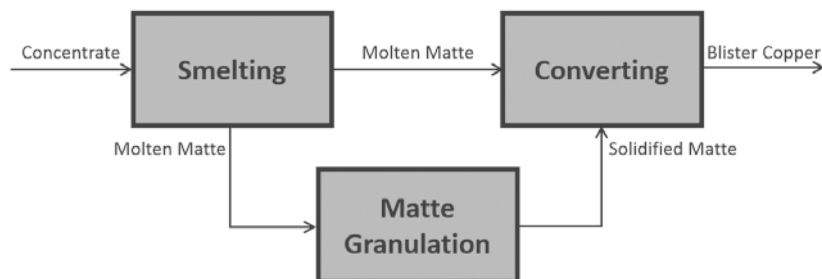 Concentrate
Smelting
Molten Matte
Converting
Blister Copper
Molten Matte
Solidified Matte
Matte
Granulation